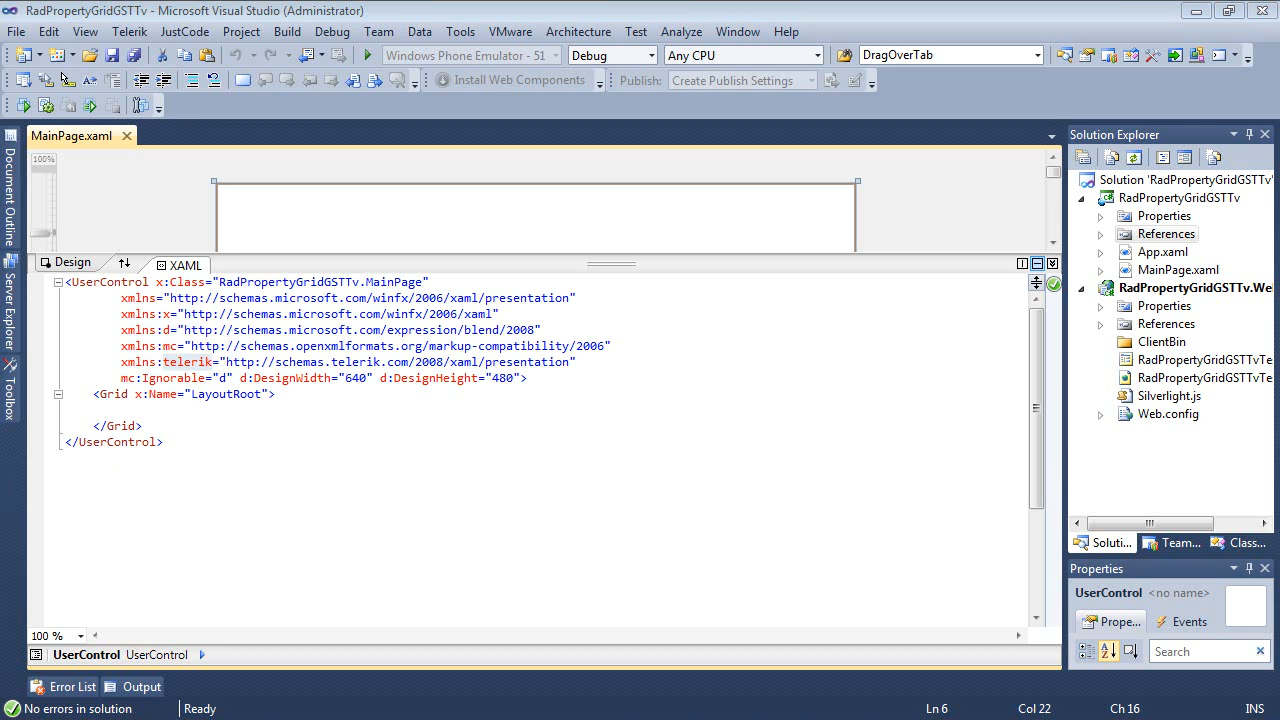 RadPropertyGridGSTTv - Microsoft Visual Studio (Administrator)
File Edit View Telerik JustCode Project Build Debug Team Data Tools VMware Architecture Test Analyze Window Help
Windows Phone Emulator - 51 Debug Any CPU DragOverTab
Install Web Components Publish: Create Publish Settings
MainPage.xaml
Solution Explorer
100%
Document Outline
Server Explorer
Toolbox
Solution 'RadPropertyGridGSTTv'
RadPropertyGridGSTTv
Properties
References
App.xaml
MainPage.xaml
RadPropertyGridGSTTv.We
Properties
References
ClientBin
RadPropertyGridGSTTvTe
RadPropertyGridGSTTvTe
Silverlight.js
Web.config
Design XAML
<UserControl x:Class="RadPropertyGridGSTTv.MainPage"
xmlns="http://schemas.microsoft.com/winfx/2006/xaml/presentation"
xmlns:x="http://schemas.microsoft.com/winfx/2006/xaml"
xmlns:d="http://schemas.microsoft.com/expression/blend/2008"
xmlns:mc="http://schemas.openxmlformats.org/markup-compatibility/2006"
xmlns:telerik="http://schemas.telerik.com/2008/xaml/presentation"
mc:Ignorable="d" d:DesignWidth="640" d:DesignHeight="480">
<Grid x:Name="LayoutRoot">
</Grid>
</UserControl>
Soluti... Team... Class...
Properties
UserControl <no name>
Prope... Events
Search
100 %
UserControl UserControl
Error List Output
No errors in solution Ready Ln 6 Col 22 Ch 16 INS